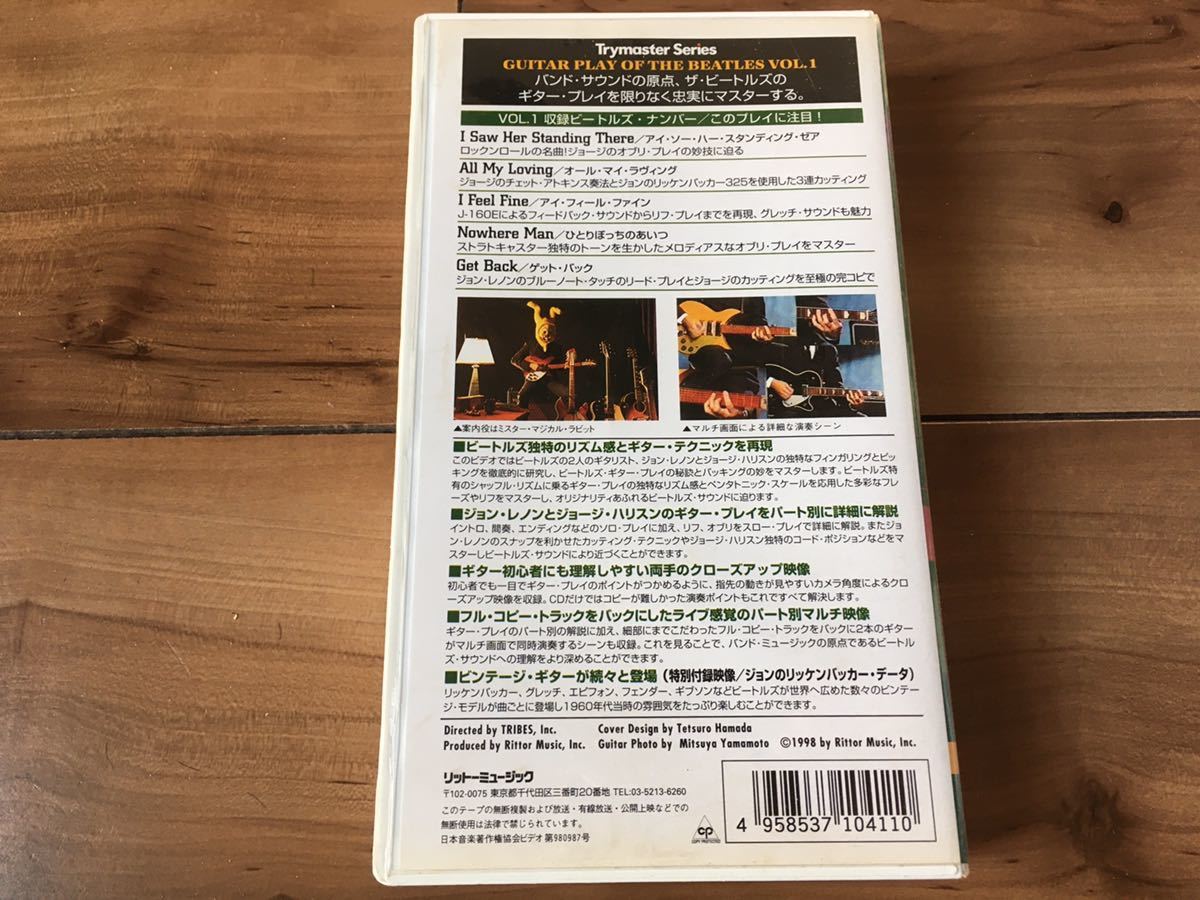 Trymaster Series
GUITAR PLAY OF THE BEATLES VOL.1
バンド・サウンドの原点、ザ・ビートルズの
ギター・プレイを限りなく忠実にマスターする。
VOL.1 収録ビートルズ・ナンバー／このプレイに注目！
I Saw Her Standing There／アイ・ソー・ハー・スタンディング・ゼア
ロックンロールの名曲！ジョージのオブリ・プレイの妙技に迫る
All My Loving／オール・マイ・ラヴィング
ジョージのチェット・アトキンス奏法とジョンのリッケンバッカー325を使用した3連カッティング
I Feel Fine／アイ・フィール・ファイン
J-160Eによるフィードバック・サウンドからリフ・プレイまでを再現、グレッチ・サウンドも魅力
Nowhere Man／ひとりぼっちのあいつ
ストラトキャスター独特のトーンを生かしたメロディアスなオブリ・プレイをマスター
Get Back／ゲット・バック
ジョン・レノンのブルーノート・タッチのリード・プレイとジョージのカッティングを至極の完コピで
▲案内役はミスター・マジカル・ラビット
▲マルチ画面による詳細な演奏シーン
■ビートルズ独特のリズム感とギター・テクニックを再現
このビデオではビートルズの2人のギタリスト、ジョン・レノンとジョージ・ハリスンの独特なフィンガリングとピッ
キングを徹底的に研究し、ビートルズ・ギター・プレイの秘訣とバッキングの妙をマスターします。ビートルズ特
有のシャッフル・リズムに乗るギター・プレイの独特なリズム感とペンタトニック・スケールを応用した多彩なフレ
ーズやリフをマスターし、オリジナリティあふれるビートルズ・サウンドに迫ります。
■ジョン・レノンとジョージ・ハリスンのギター・プレイをパート別に詳細に解説
イントロ、間奏、エンディングなどのソロ・プレイに加え、リフ、オブリをスロー・プレイで詳細に解説。またジョ
ン・レノンのスナップを利かせたカッティング・テクニックやジョージ・ハリスン独特のコード・ポジションなどをマ
スターしビートルズ・サウンドにより近づくことができます。
■ギター初心者にも理解しやすい両手のクローズアップ映像
初心者でも一目でギター・プレイのポイントがつかめるように、指先の動きが見やすいカメラ角度によるクロ
ーズアップ映像を収録。CDだけではコピーが難しかった演奏ポイントもこれですべて解決します。
■フル・コピー・トラックをバックにしたライブ感覚のパート別マルチ映像
ギター・プレイのパート別の解説に加え、細部にまでこだわったフル・コピー・トラックをバックに2本のギター
がマルチ画面で同時演奏するシーンも収録。これを見ることで、バンド・ミュージックの原点であるビートル
ズ・サウンドへの理解をより深めることができます。
■ビンテージ・ギターが続々と登場（特別付録映像／ジョンのリッケンバッカー・データ）
リッケンバッカー、グレッチ、エピフォン、フェンダー、ギブソンなどビートルズが世界へ広めた数々のビンテー
ジ・モデルが曲ごとに登場し1960年代当時の雰囲気をたっぷり楽しむことができます。
Directed by TRIBES, Inc. Cover Design by Tetsuro Hamada
Produced by Rittor Music, Inc. Guitar Photo by Mitsuya Yamamoto ©1998 by Rittor Music, Inc.
リットーミュージック
〒102-0075 東京都千代田区三番町20番地 TEL:03-5213-6260
このテープの無断複製および放送・有線放送・公開上映などでの
無断使用は法律で禁じられています。
日本音楽著作権協会ビデオ 第980987号
CP
COPY PROTECTED
4 958537 104110